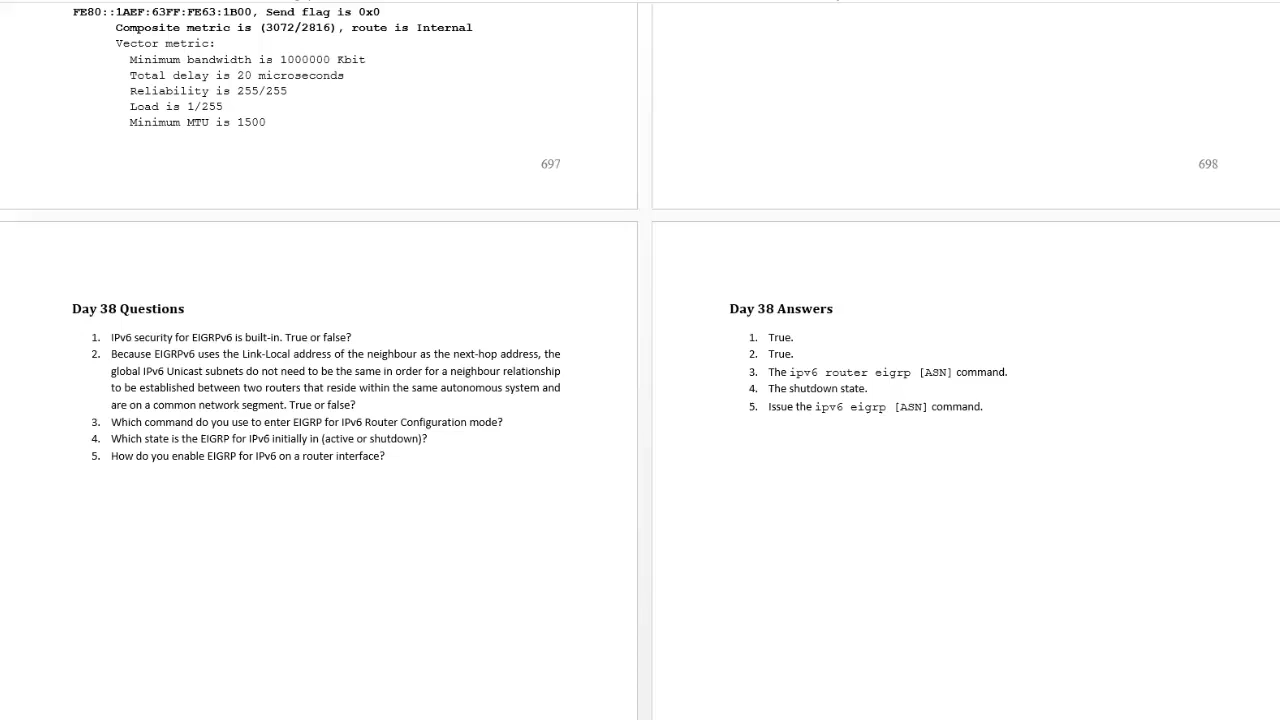 FE80::1AEF:63FF:FE63:1B00, Send flag is 0x0
Composite metric is (3072/2816), route is Internal
Vector metric:
Minimum bandwidth is 1000000 Kbit
Total delay is 20 microseconds
Reliability is 255/255
Load is 1/255
Minimum MTU is 1500
697
698
Day 38 Questions
1. IPv6 security for EIGRPv6 is built-in. True or false?
2. Because EIGRPv6 uses the Link-Local address of the neighbour as the next-hop address, the
global IPv6 Unicast subnets do not need to be the same in order for a neighbour relationship
to be established between two routers that reside within the same autonomous system and
are on a common network segment. True or false?
3. Which command do you use to enter EIGRP for IPv6 Router Configuration mode?
4. Which state is the EIGRP for IPv6 initially in (active or shutdown)?
5. How do you enable EIGRP for IPv6 on a router interface?
Day 38 Answers
1. True.
2. True.
3. The ipv6 router eigrp [ASN] command.
4. The shutdown state.
5. Issue the ipv6 eigrp [ASN] command.